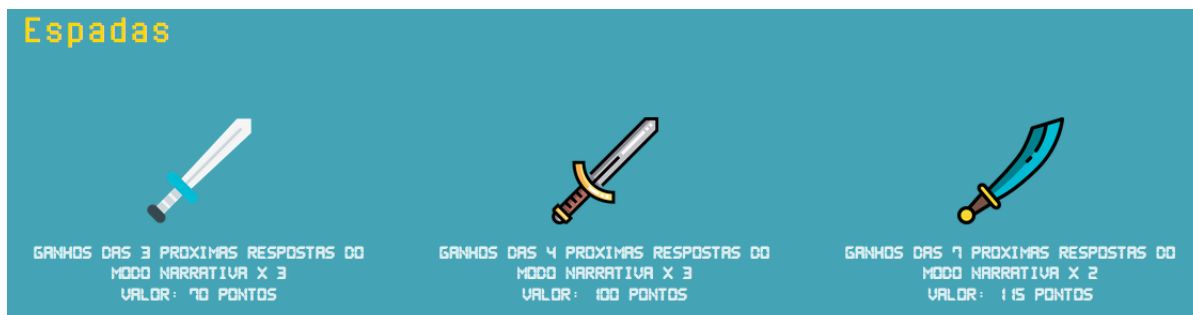 Espadas
GANHOS DAS 3 PROXIMAS RESPOSTAS DO
MODO NARRATIVA X 3
VALOR: 70 PONTOS
GANHOS DAS 4 PROXIMAS RESPOSTAS DO
MODO NARRATIVA X 3
VALOR: 100 PONTOS
GANHOS DAS 7 PROXIMAS RESPOSTAS DO
MODO NARRATIVA X 2
VALOR: 115 PONTOS